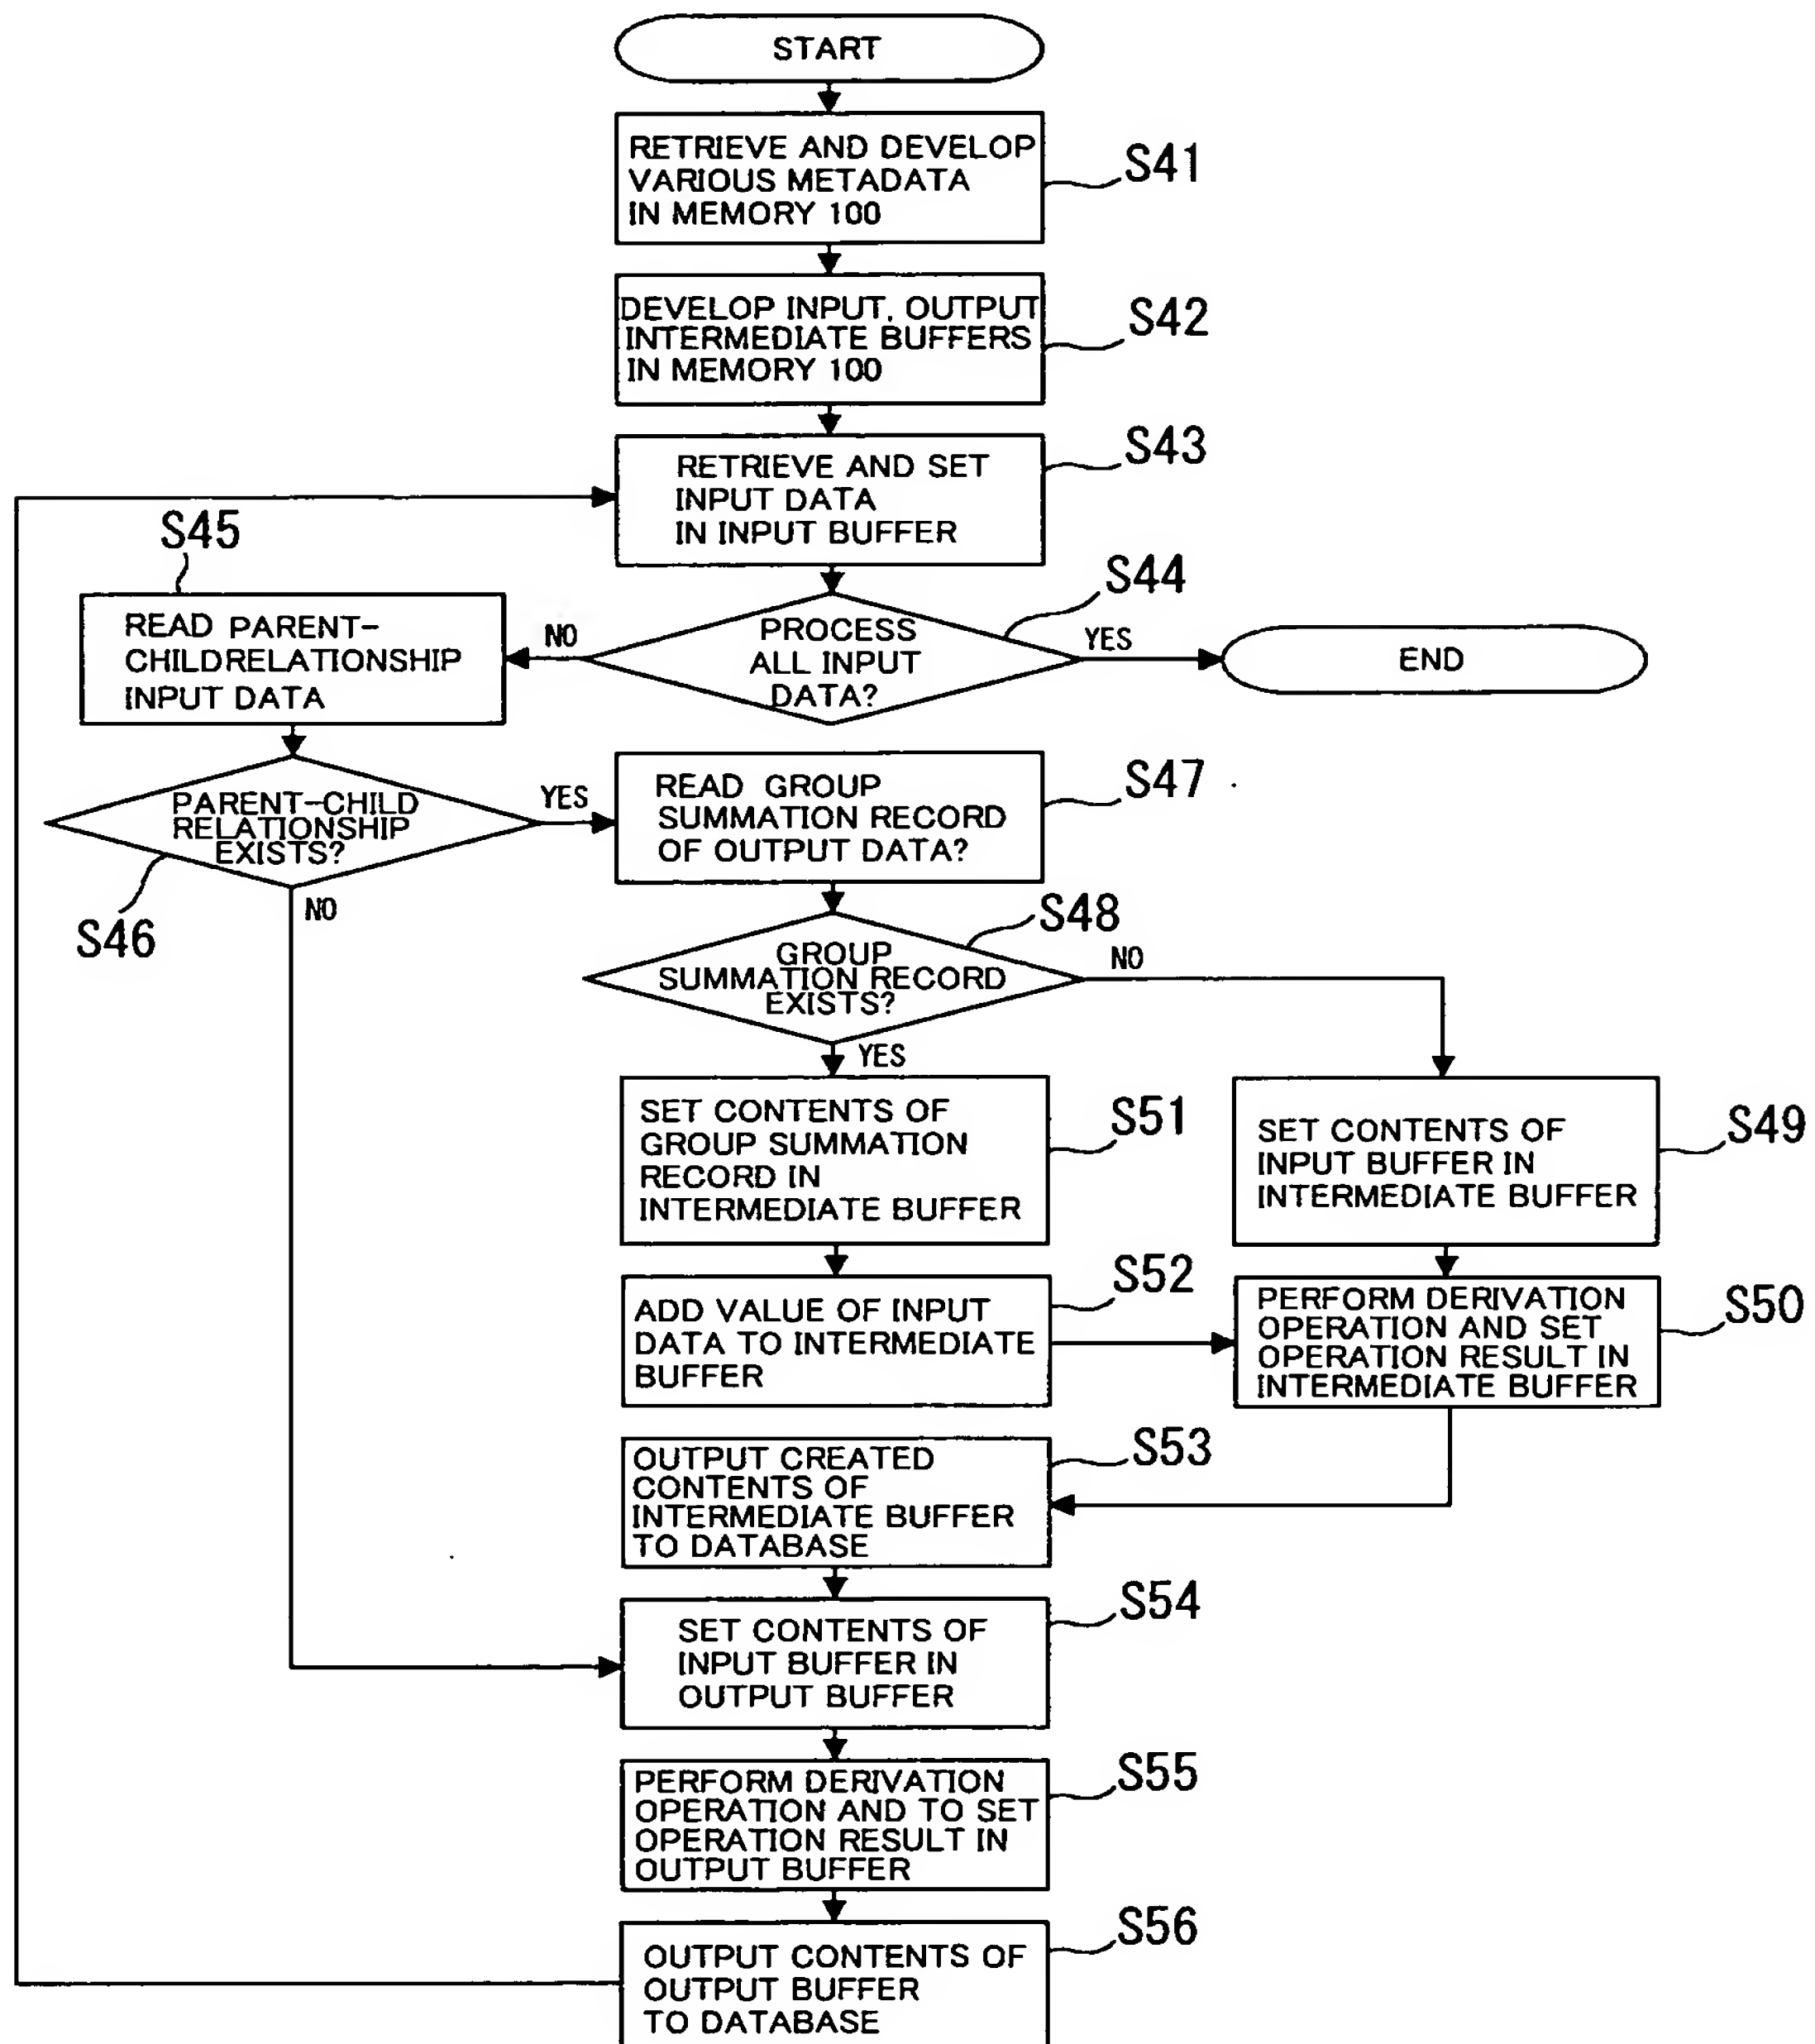 START
RETRIEVE AND DEVELOP
VARIOUS METADATA
IN MEMORY 100
S41
DEVELOP INPUT, OUTPUT
INTERMEDIATE BUFFERS
IN MEMORY 100
S42
RETRIEVE AND SET
INPUT DATA
IN INPUT BUFFER
S43
PROCESS
ALL INPUT
DATA?
S44
YES
END
NO
S45
READ PARENT-
CHILDRELATIONSHIP
INPUT DATA
PARENT-CHILD
RELATIONSHIP
EXISTS?
S46
YES
NO
READ GROUP
SUMMATION RECORD
OF OUTPUT DATA?
S47
GROUP
SUMMATION RECORD
EXISTS?
S48
NO
YES
SET CONTENTS OF
GROUP SUMMATION
RECORD IN
INTERMEDIATE BUFFER
S51
SET CONTENTS OF
INPUT BUFFER IN
INTERMEDIATE BUFFER
S49
ADD VALUE OF INPUT
DATA TO INTERMEDIATE
BUFFER
S52
PERFORM DERIVATION
OPERATION AND SET
OPERATION RESULT IN
INTERMEDIATE BUFFER
S50
OUTPUT CREATED
CONTENTS OF
INTERMEDIATE BUFFER
TO DATABASE
S53
SET CONTENTS OF
INPUT BUFFER IN
OUTPUT BUFFER
S54
PERFORM DERIVATION
OPERATION AND TO SET
OPERATION RESULT IN
OUTPUT BUFFER
S55
OUTPUT CONTENTS OF
OUTPUT BUFFER
TO DATABASE
S56